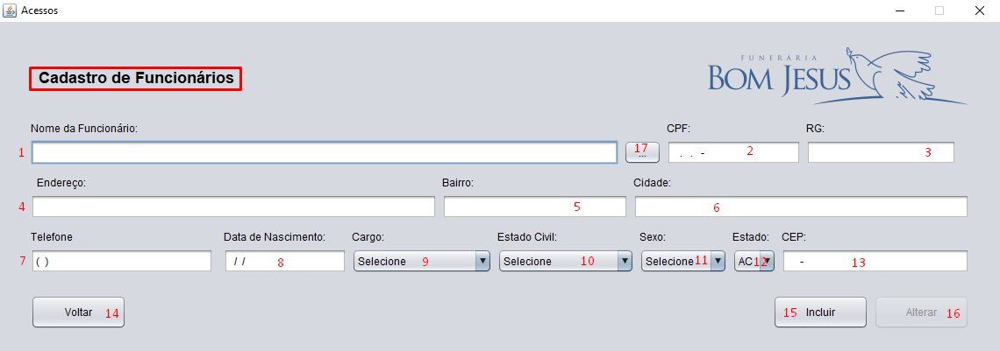 Acessos
Cadastro de Funcionários
FUNERÁRIA
BOM JESUS
Nome da Funcionário: CPF: RG:
1 17 ... . . - 2 3
Endereço: Bairro: Cidade:
4 5 6
Telefone Data de Nascimento: Cargo: Estado Civil: Sexo: Estado: CEP:
7 ( ) / / 8 Selecione 9 Selecione 10 Selecione 11 AC 12 - 13
Voltar 14 15 Incluir Alterar 16